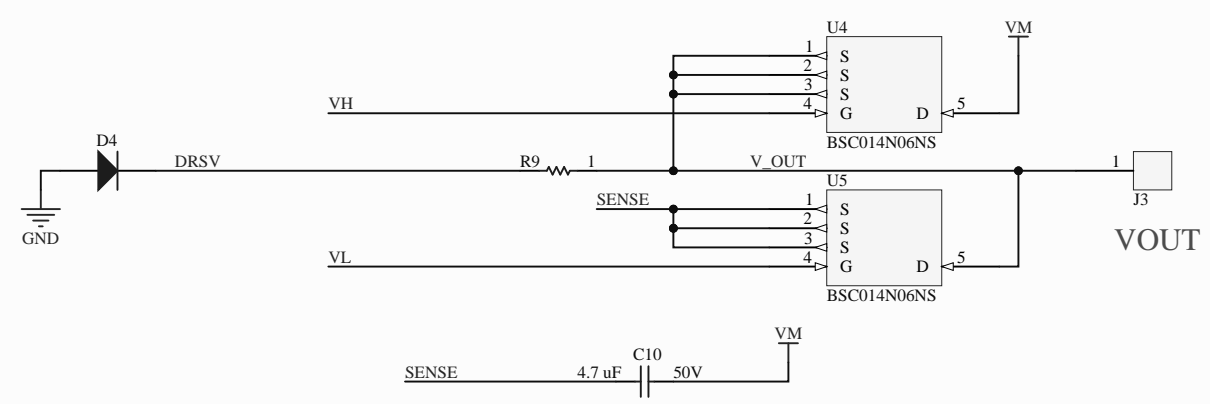 U4
VM
1 S
2 S
3 S
VH 4 G D 5
BSC014N06NS
D4
DRSV R9 1 V_OUT 1
U5
J3
GND
SENSE 1 S
2 S
3 S
VOUT
VL 4 G D 5
BSC014N06NS
VM
C10
SENSE 4.7 uF 50V